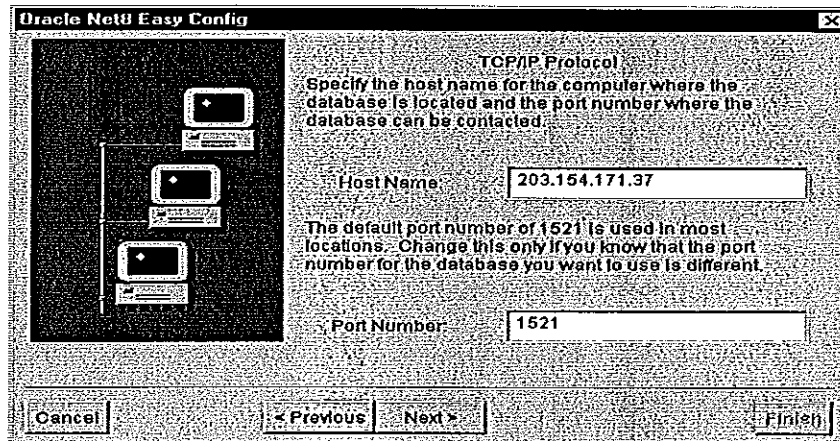 Oracle Net8 Easy Config
TCP/IP Protocol
Specify the host name for the computer where the
database is located and the port number where the
database can be contacted.
Host Name:
203.154.171.37
The default port number of 1521 is used in most
locations. Change this only if you know that the port
number for the database you want to use is different.
Port Number:
1521
Cancel
< Previous
Next >
Finish